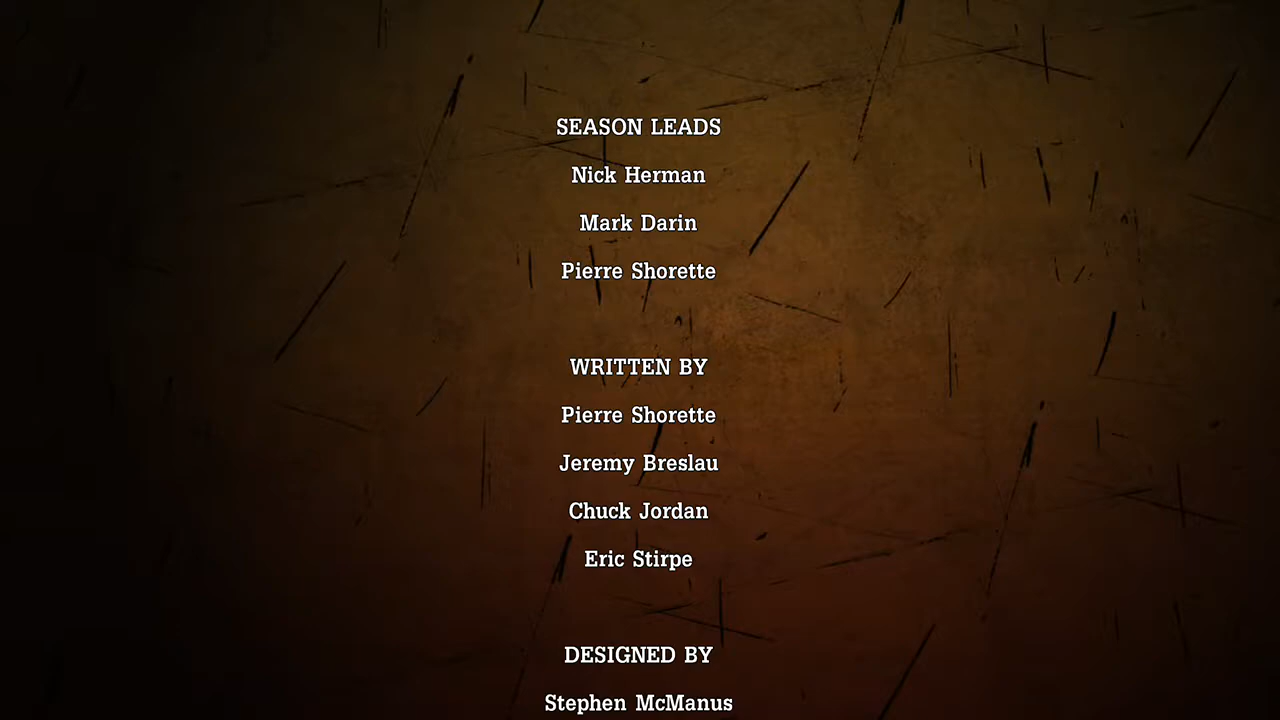 SEASON LEADS
Nick Herman
Mark Darin
Pierre Shorette
WRITTEN BY
Pierre Shorette
Jeremy Breslau
Chuck Jordan
Eric Stirpe
DESIGNED BY
Stephen McManus